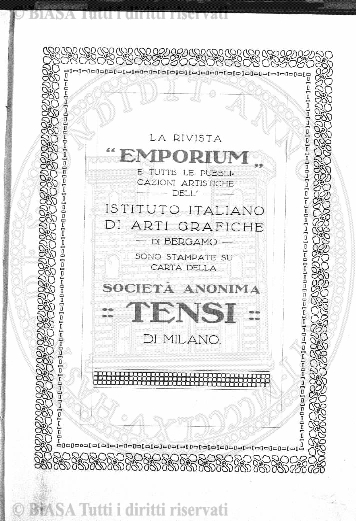 © BIASA Tutti i diritti riservati
LA RIVISTA
"EMPORIUM„
E TUTTE LE PUBBLI-
CAZIONI ARTISTICHE
DELL'
ISTITUTO ITALIANO
DI ARTI GRAFICHE
— DI BERGAMO —
SONO STAMPATE SU
CARTA DELLA
SOCIETÀ ANONIMA
:: TENSI ::
DI MILANO.
© BIASA Tutti i diritti riservati